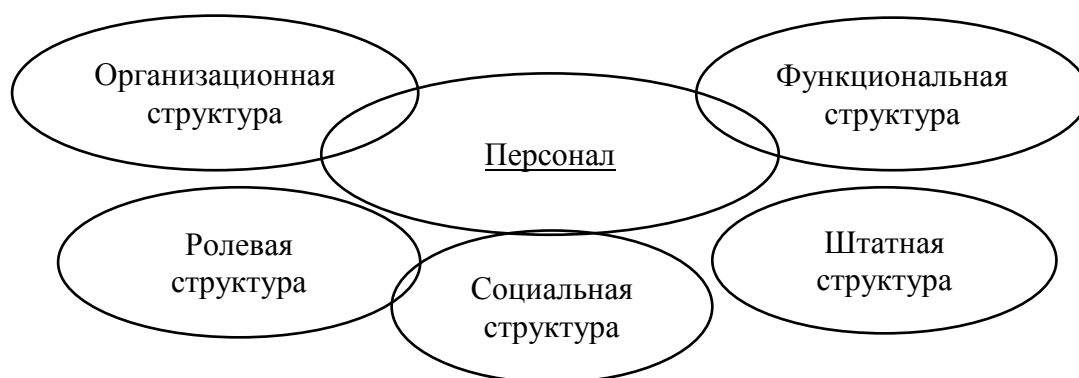 Организационная
структура
Функциональная
структура
Персонал
Ролевая
структура
Социальная
структура
Штатная
структура